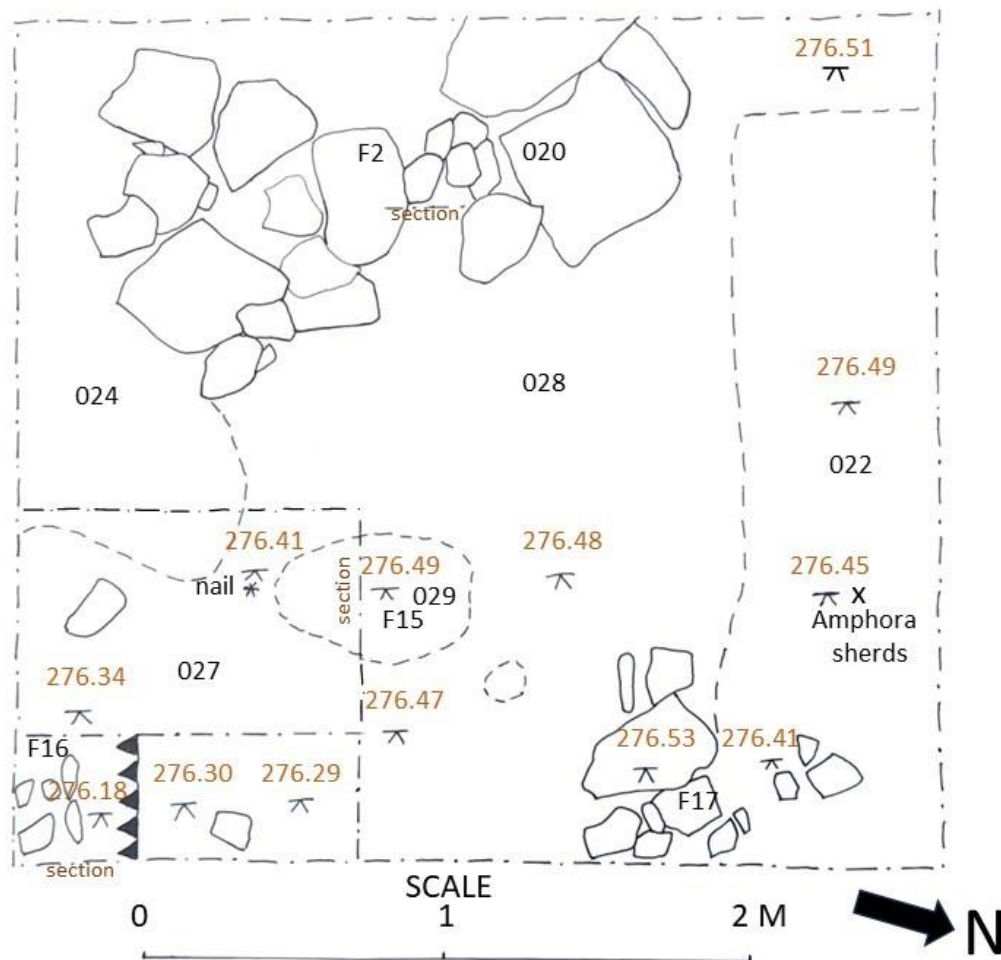 276.51
F2
020
section
276.49
024
028
022
276.41
276.48
section
276.49
276.45
nail
029
x
F15
Amphora
sherds
027
276.34
276.47
F16
276.53
276.41
276.30
276.29
276.18
F17
section
SCALE
0
1
2 M
N